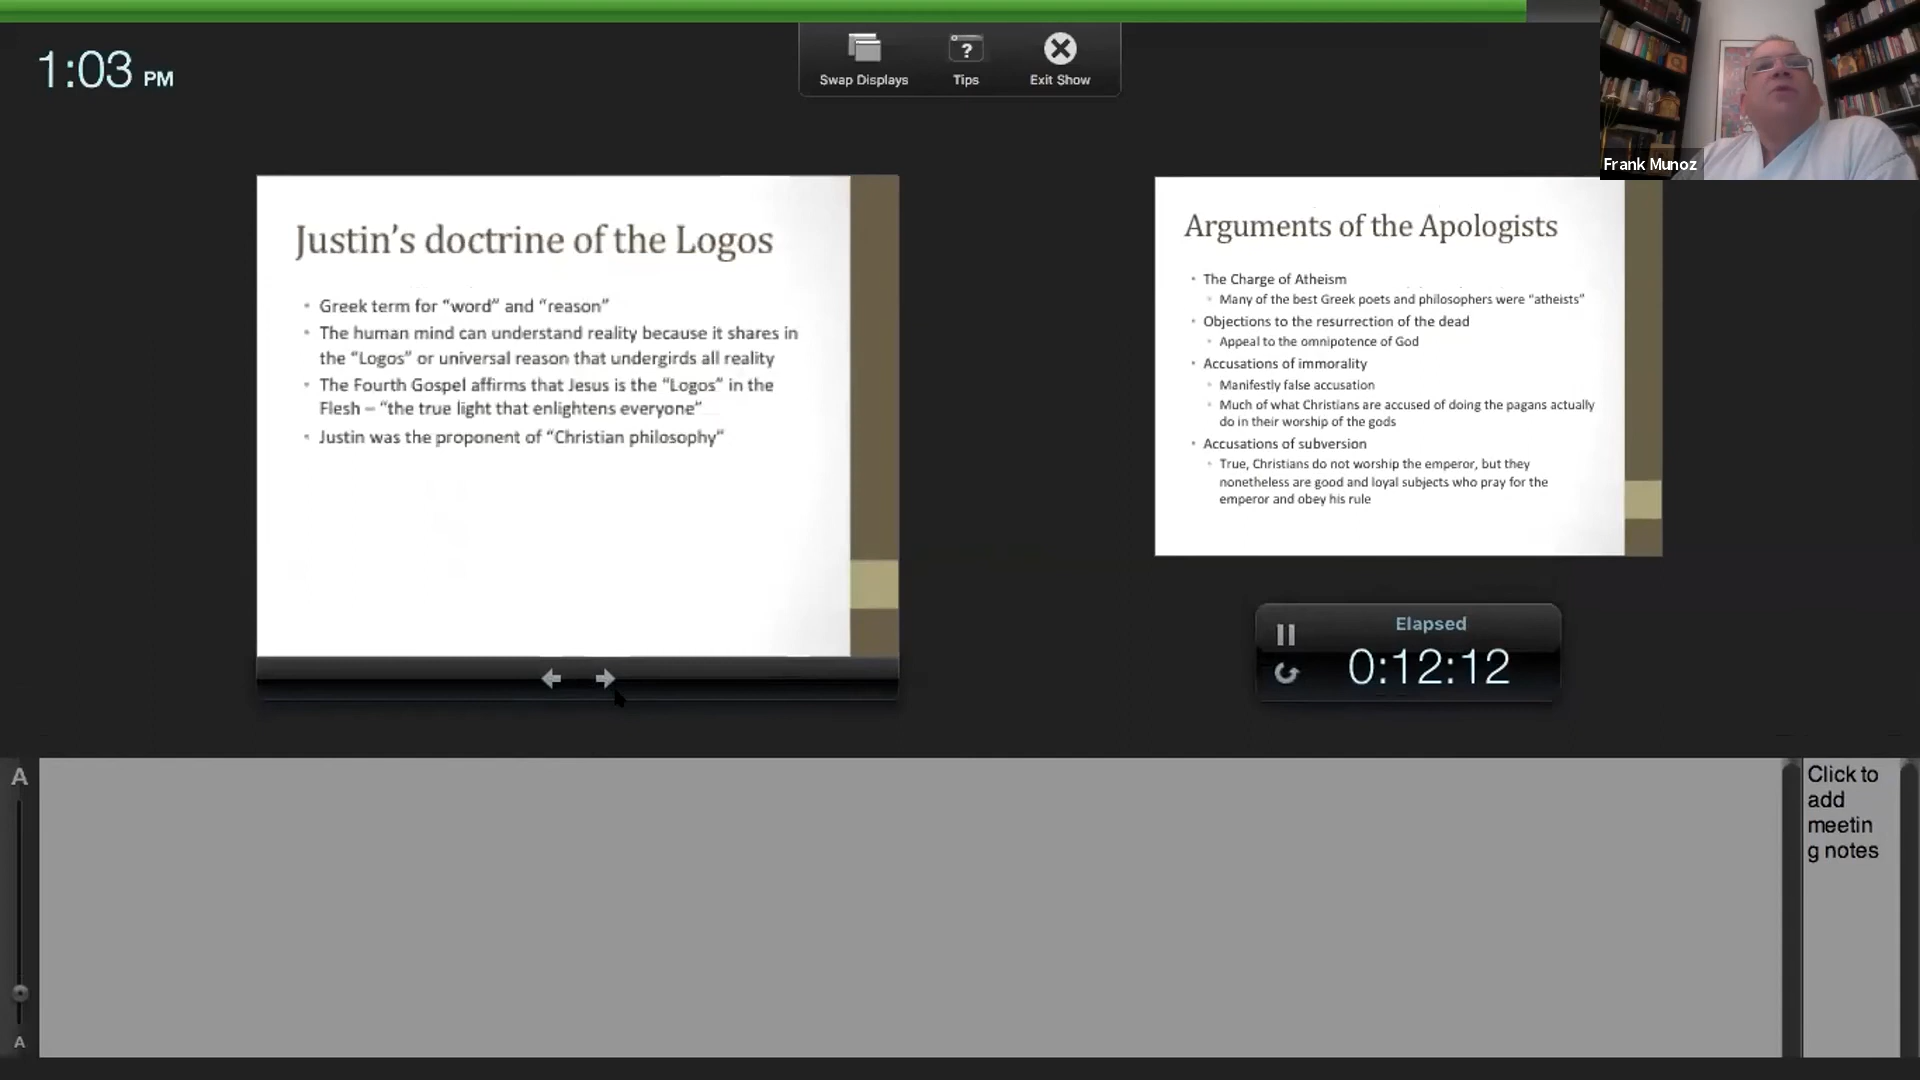 1:03 PM
Swap Displays
Tips
Exit Show
Frank Munoz
Justin’s doctrine of the Logos
Greek term for “word” and “reason”
The human mind can understand reality because it shares in
the “Logos” or universal reason that undergirds all reality
The Fourth Gospel affirms that Jesus is the “Logos” in the
Flesh – “the true light that enlightens everyone”
Justin was the proponent of “Christian philosophy”
Arguments of the Apologists
The Charge of Atheism
Many of the best Greek poets and philosophers were “atheists”
Objections to the resurrection of the dead
Appeal to the omnipotence of God
Accusations of immorality
Manifestly false accusation
Much of what Christians are accused of doing the pagans actually
do in their worship of the gods
Accusations of subversion
True, Christians do not worship the emperor, but they
nonetheless are good and loyal subjects who pray for the
emperor and obey his rule
Elapsed
0:12:12
A
A
Click to
add
meetin
g notes